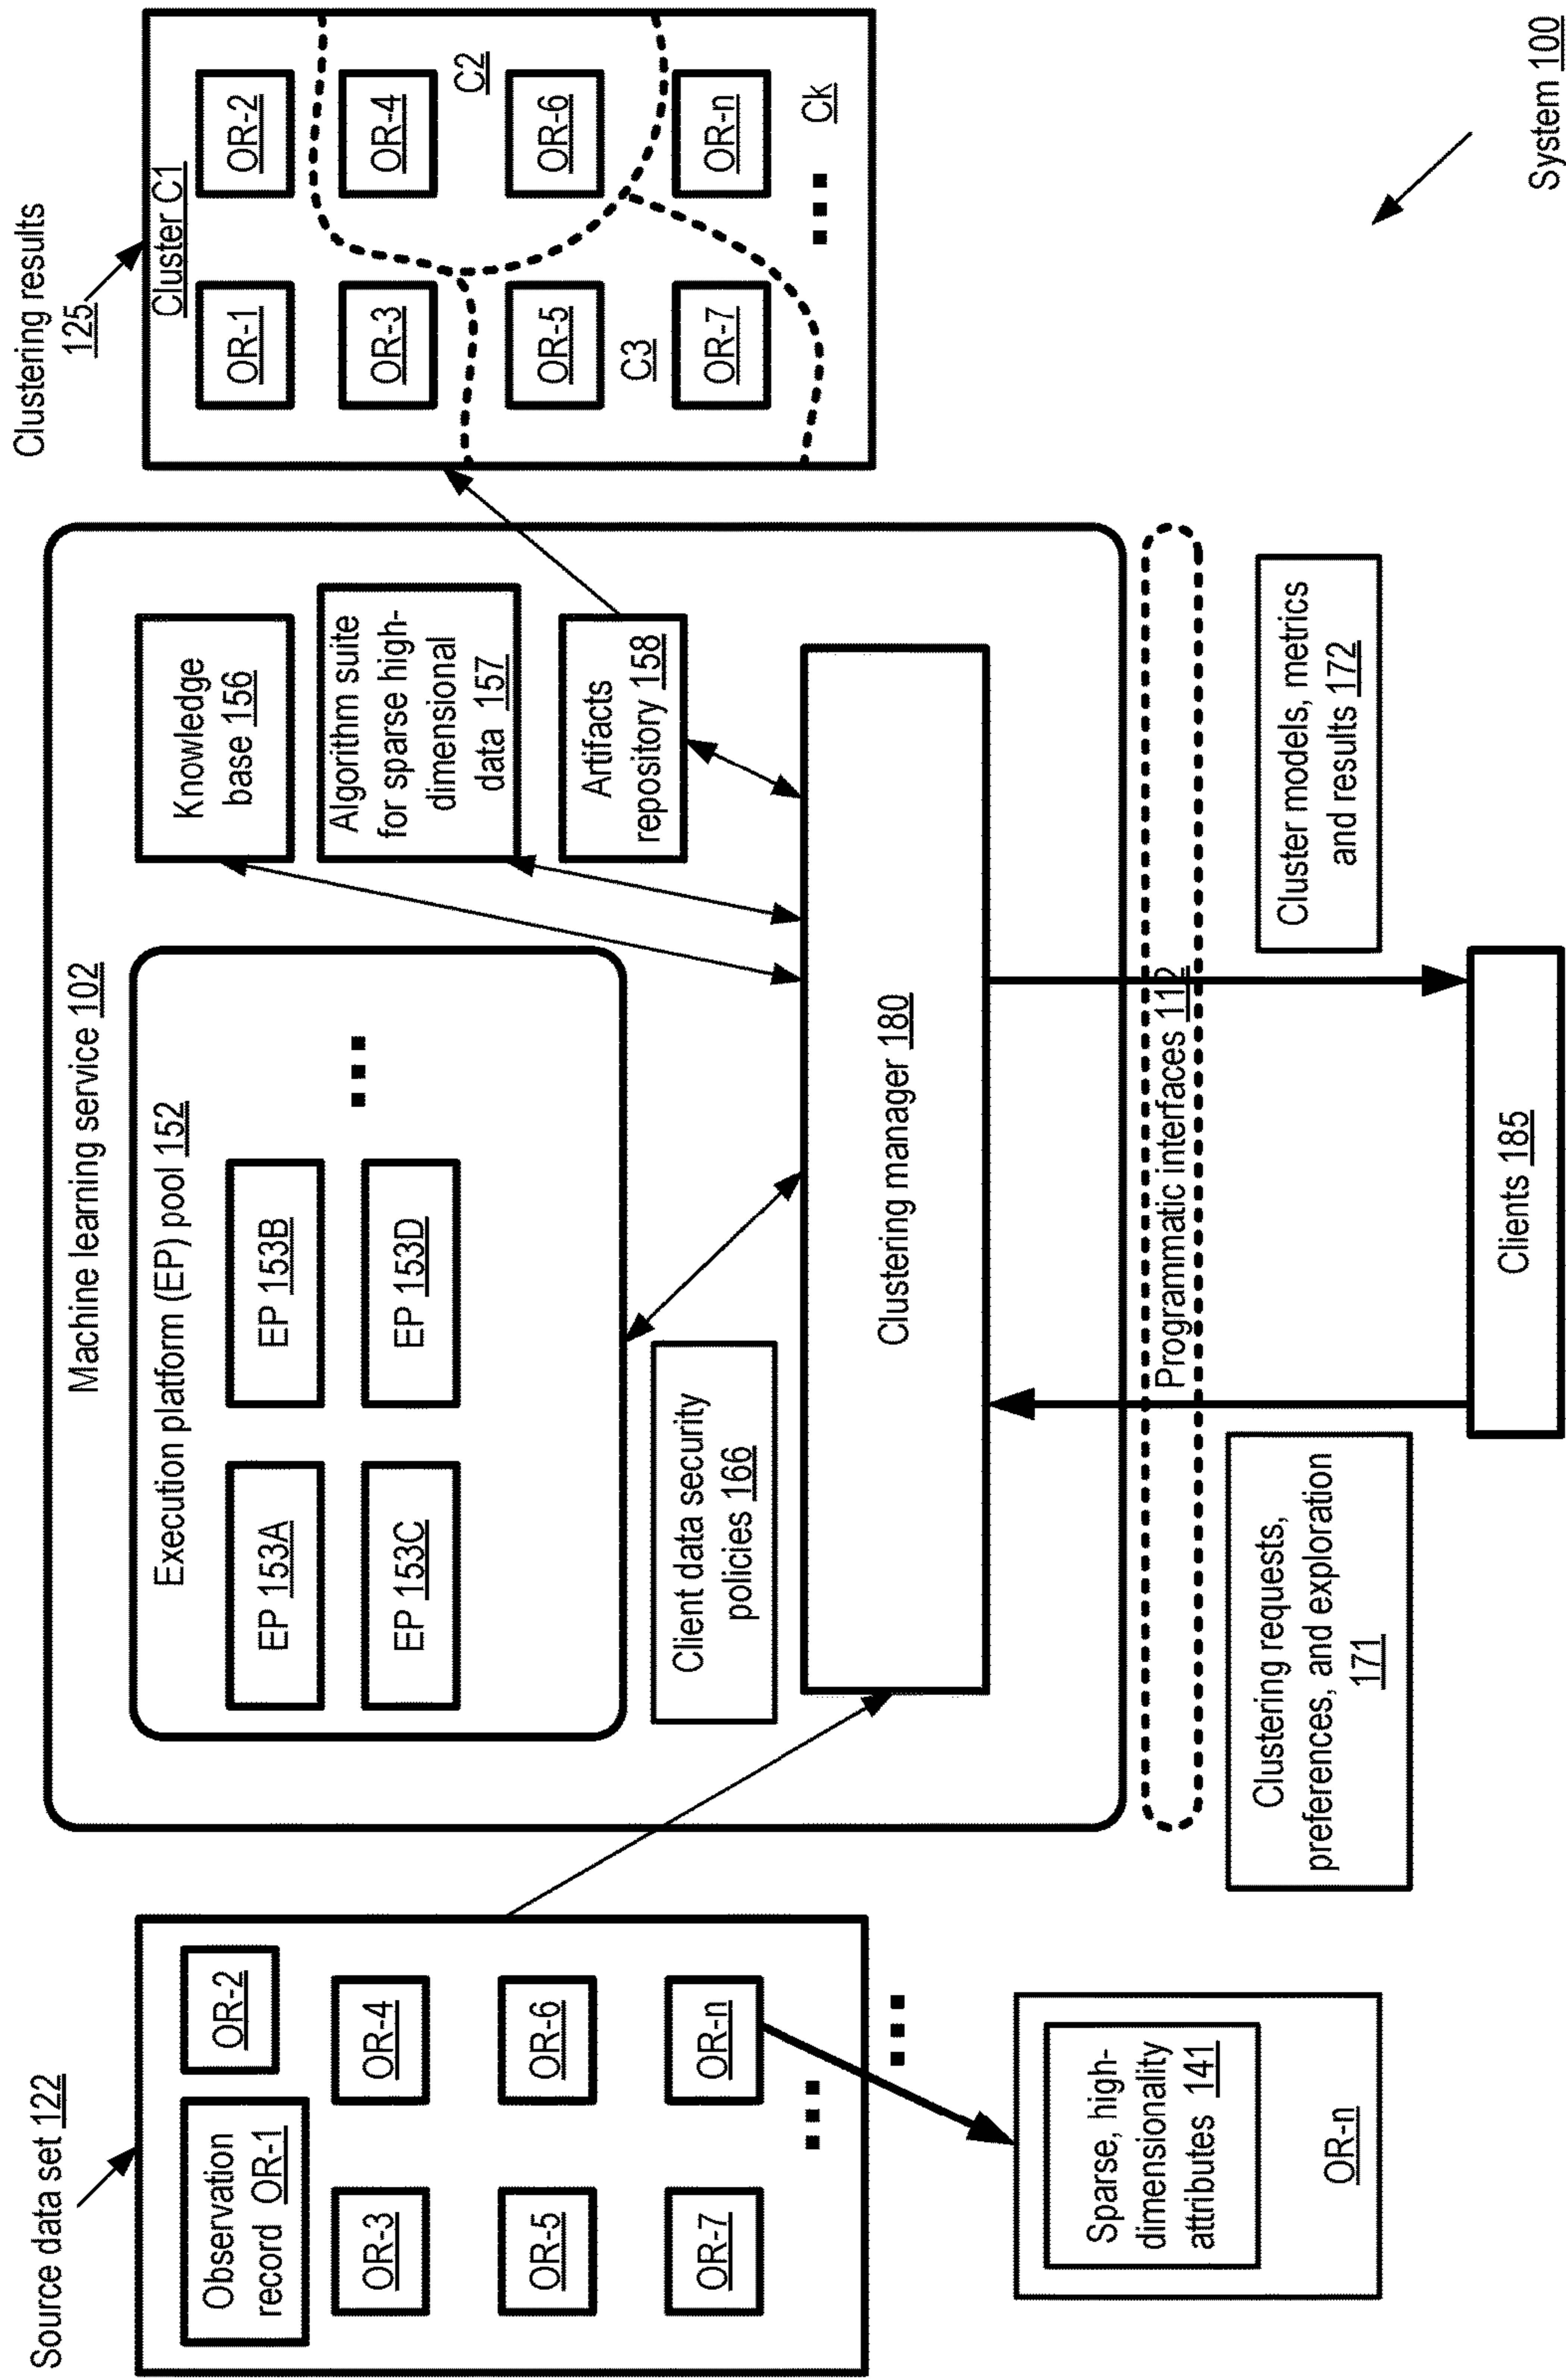 Source data set 122
Observation
record OR-1
OR-2
OR-3
OR-4
OR-5
OR-6
OR-7
OR-n
Sparse, high-
dimensionality
attributes 141
OR-n
Machine learning service 102
Execution platform (EP) pool 152
EP 153A
EP 153B
EP 153C
EP 153D
Knowledge
base 156
Algorithm suite
for sparse high-
dimensional
data 157
Artifacts
repository 158
Client data security
policies 166
Clustering manager 180
Programmatic interfaces 112
Clustering requests,
preferences, and exploration
171
Cluster models, metrics
and results 172
Clients 185
Clustering results
125
Cluster C1
OR-1
OR-2
OR-3
OR-4
C2
OR-5
OR-6
C3
OR-7
OR-n
Ck
System 100